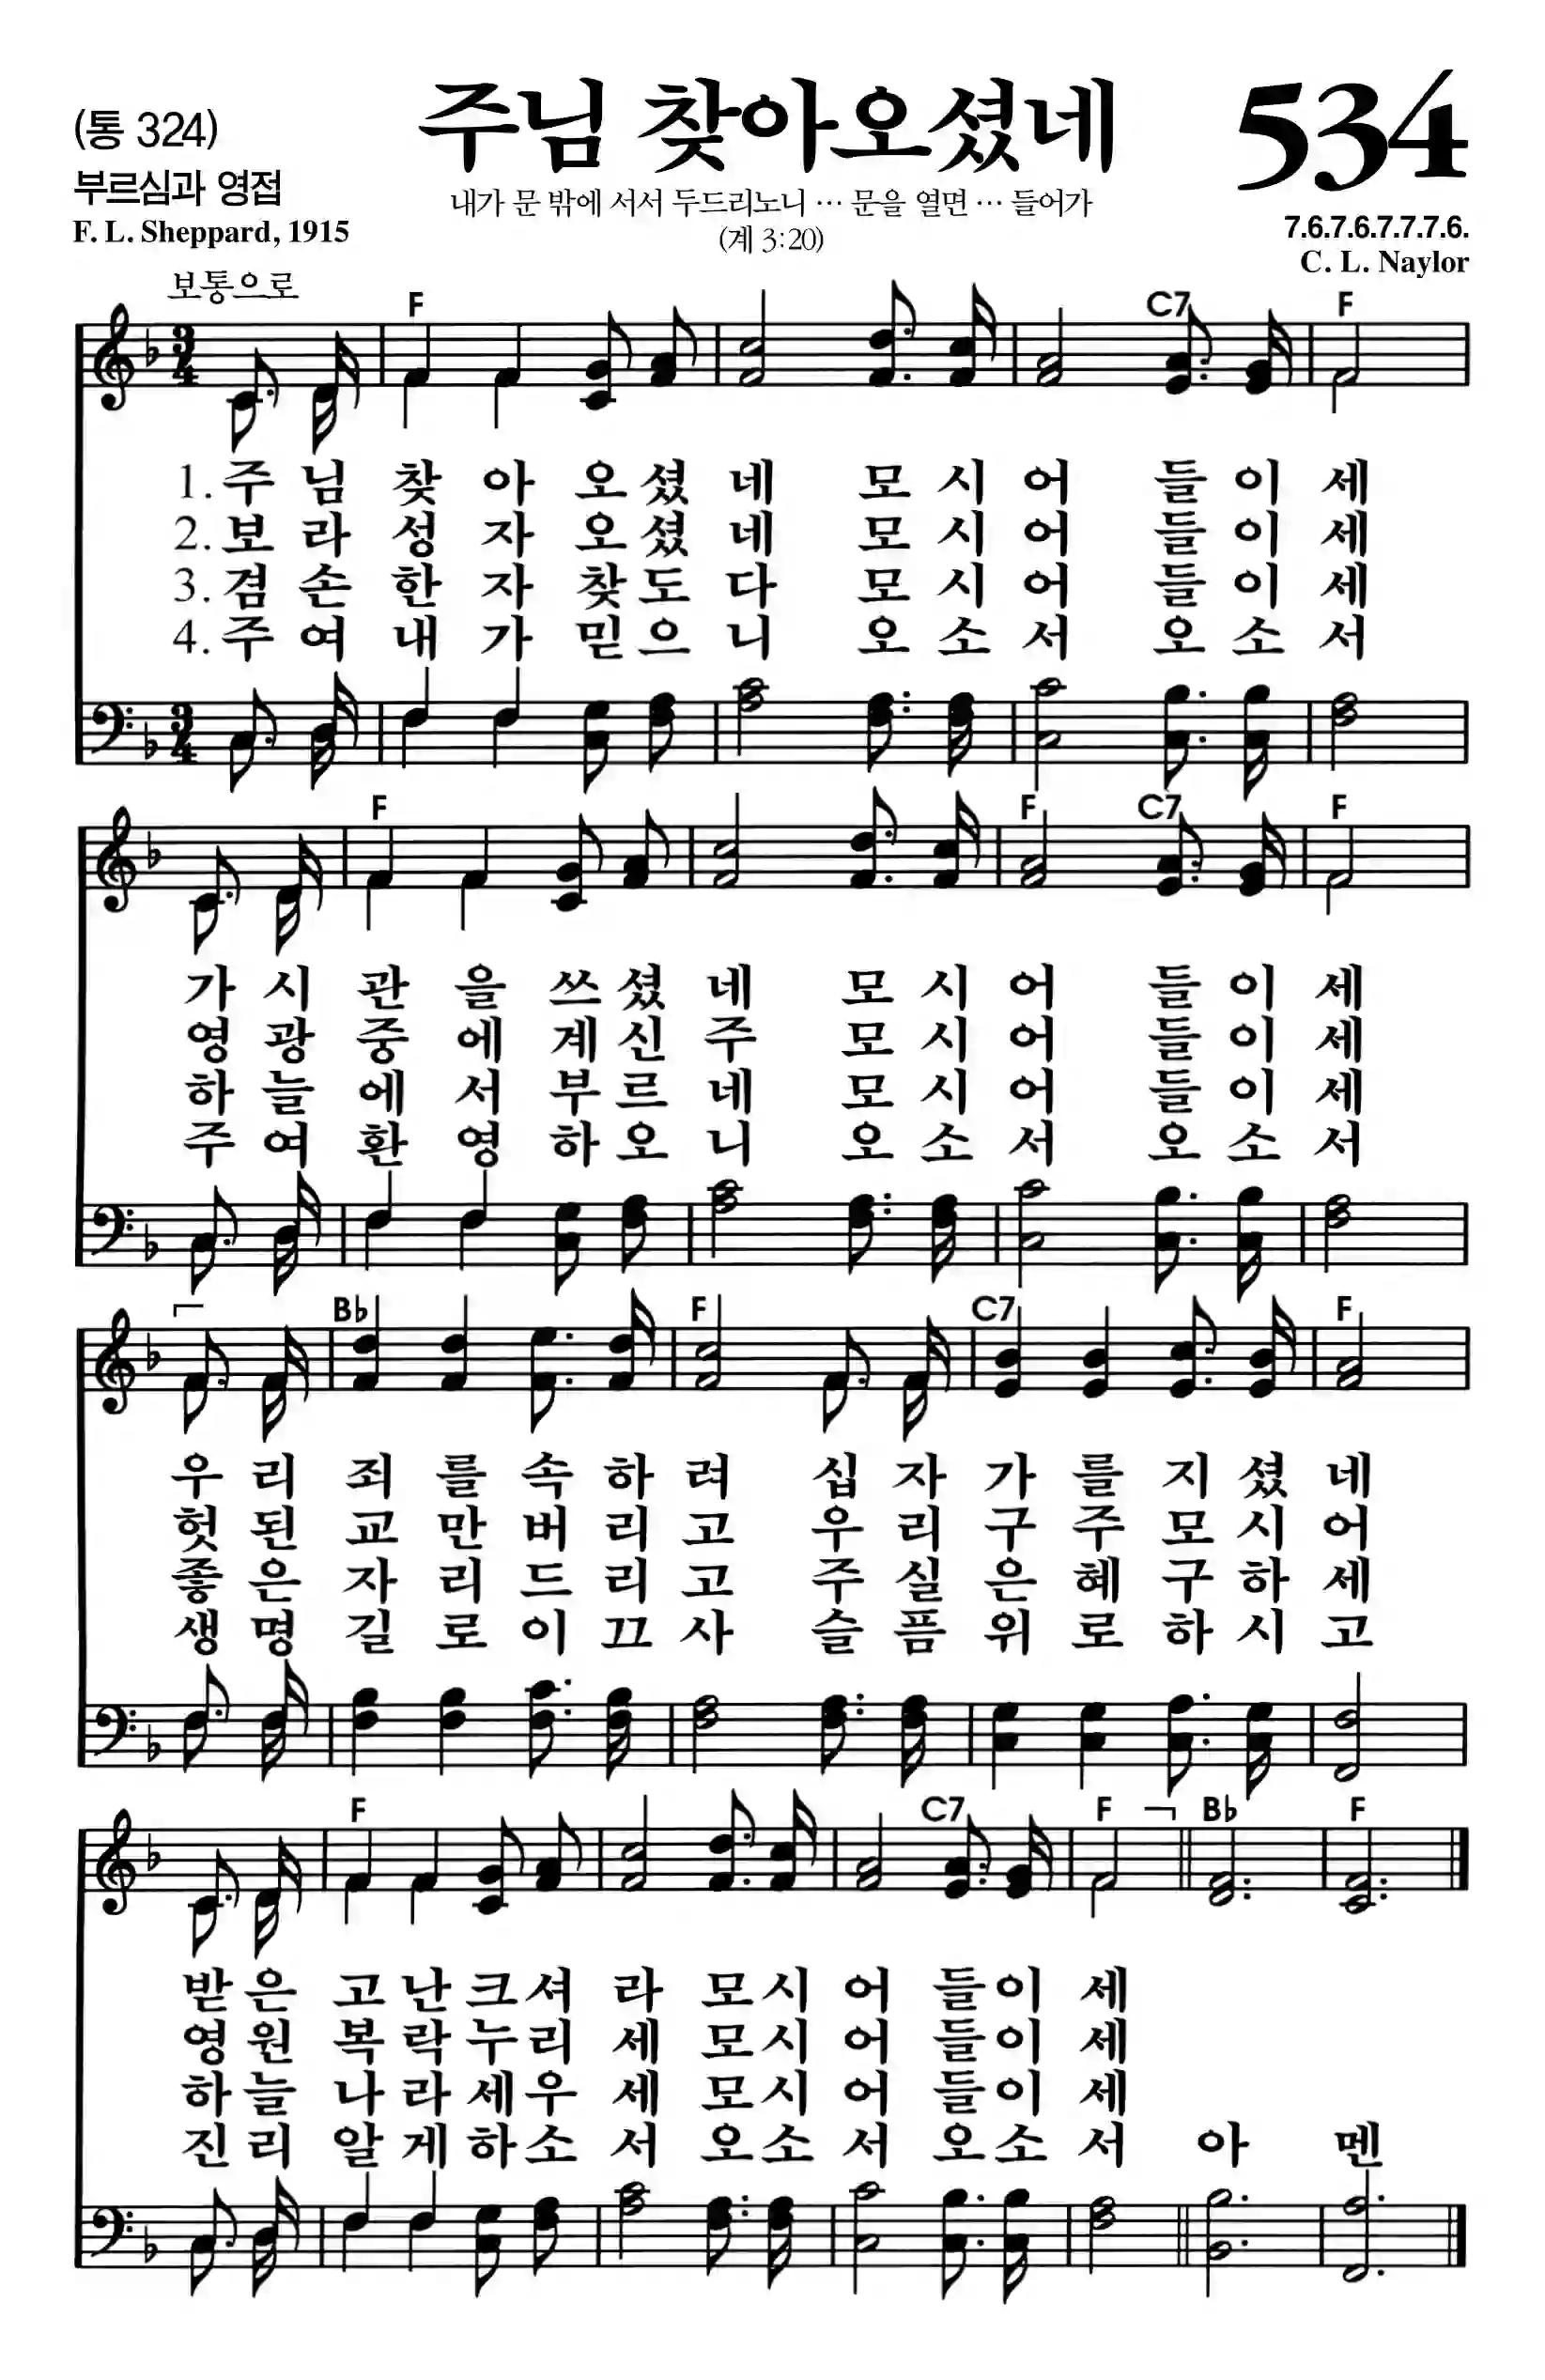 (통 324)
주님 찾아오셨네
534
부르심과 영접
내가 문 밖에 서서 두드리노니 … 문을 열면 … 들어가
(계 3:20)
F. L. Sheppard, 1915
7.6.7.6.7.7.7.6.
C. L. Naylor
보통으로
F C7 F
3 4
1. 주 님 찾 아 오 셨 네 모 시 어 들 이 세
2. 보 라 성 자 오 셨 네 모 시 어 들 이 세
3. 겸 손 한 자 찾 도 다 모 시 어 들 이 세
4. 주 여 내 가 믿 으 니 오 소 서 오 소 서
3 4
F F C7 F
가 시 관 을 쓰 셨 네 모 시 어 들 이 세
영 광 중 에 계 신 주 모 시 어 들 이 세
하 늘 에 서 부 르 네 모 시 어 들 이 세
주 여 환 영 하 오 니 오 소 서 오 소 서
B♭ F C7 F
우 리 죄 를 속 하 려 십 자 가 를 지 셨 네
헛 된 교 만 버 리 고 우 리 구 주 모 시 어
좋 은 자 리 드 리 고 주 실 은 혜 구 하 세
생 명 길 로 이 끄 사 슬 픔 위 로 하 시 고
F C7 F B♭ F
받 은 고 난 크 셔 라 모 시 어 들 이 세
영 원 복 락 누 리 세 모 시 어 들 이 세
하 늘 나 라 세 우 세 모 시 어 들 이 세
진 리 알 게 하 소 서 오 소 서 오 소 서 아 멘